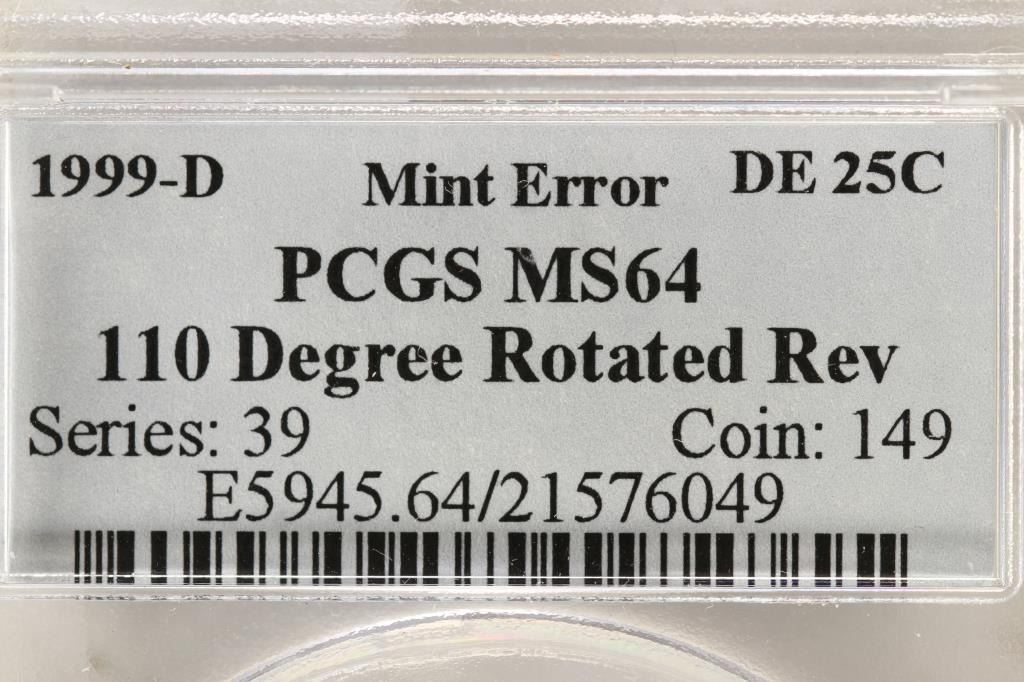 1999-D Mint Error DE 25C
PCGS MS64
110 Degree Rotated Rev
Series: 39 Coin: 149
E5945.64/21576049